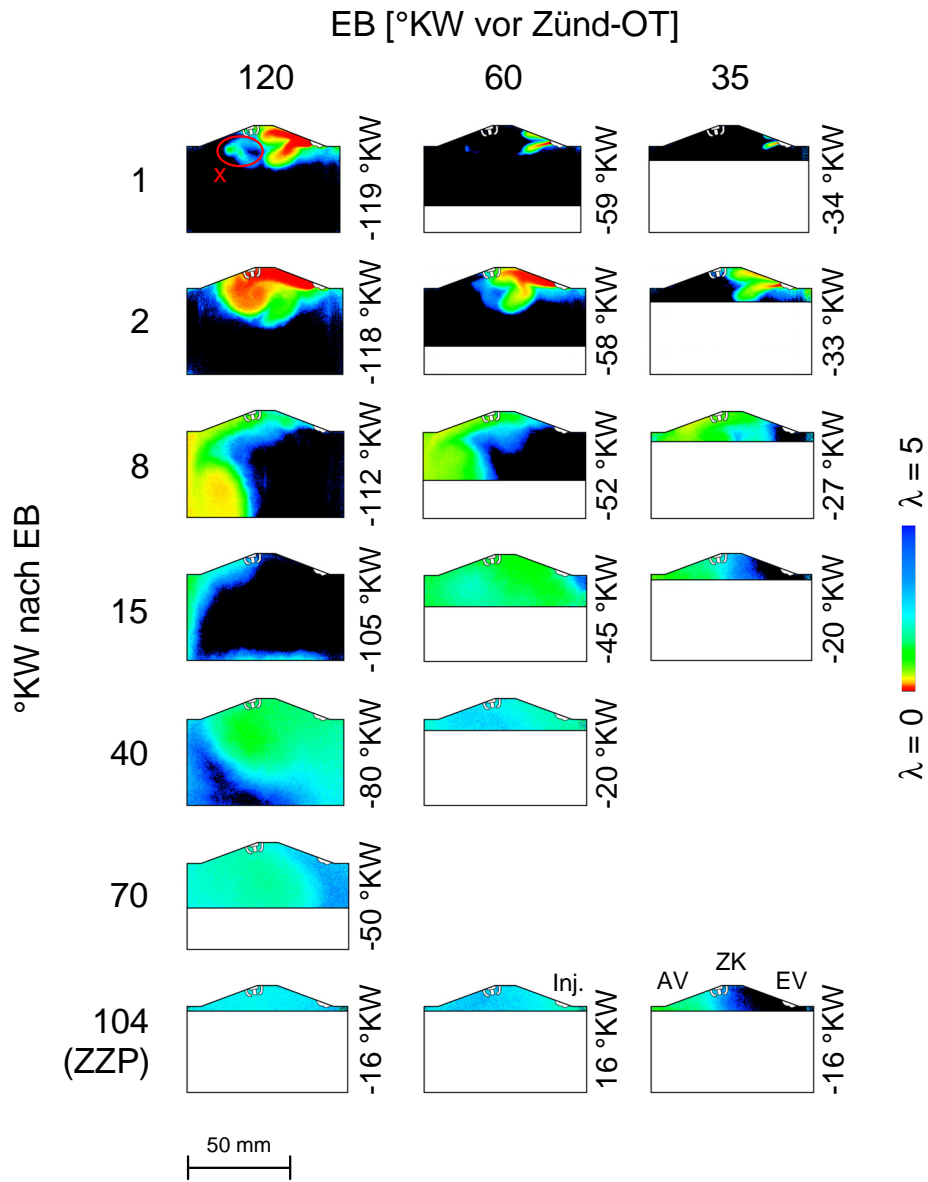 EB [°KW vor Zünd-OT]
120 60 35
1
x
-119 °KW
-59 °KW
-34 °KW
2
-118 °KW
-58 °KW
-33 °KW
8
-112 °KW
-52 °KW
-27 °KW
15
-105 °KW
-45 °KW
-20 °KW
40
-80 °KW
-20 °KW
70
-50 °KW
104
(ZZP)
-16 °KW
Inj.
16 °KW
AV ZK EV
-16 °KW
°KW nach EB
λ = 0 λ = 5
50 mm